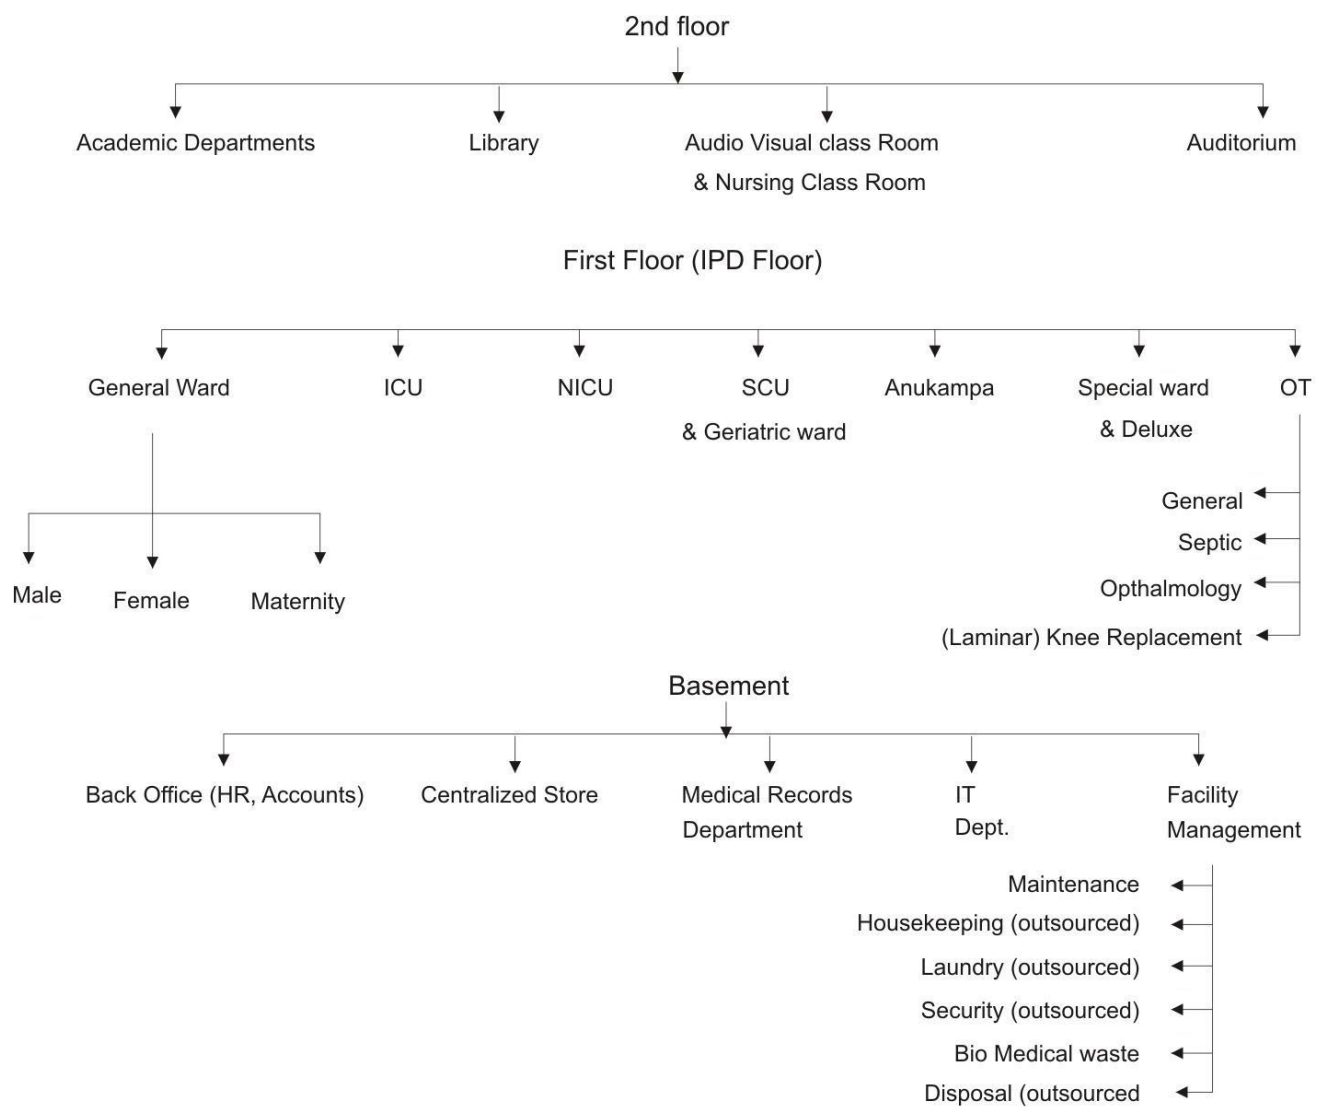 2nd floor
Academic Departments
Library
Audio Visual class Room
& Nursing Class Room
Auditorium
First Floor (IPD Floor)
General Ward
ICU
NICU
SCU
& Geriatric ward
Anukampa
Special ward
& Deluxe
OT
General
Septic
Opthalmology
(Laminar) Knee Replacement
Male
Female
Maternity
Basement
Back Office (HR, Accounts)
Centralized Store
Medical Records
Department
IT
Dept.
Facility
Management
Maintenance
Housekeeping (outsourced)
Laundry (outsourced)
Security (outsourced)
Bio Medical waste
Disposal (outsourced